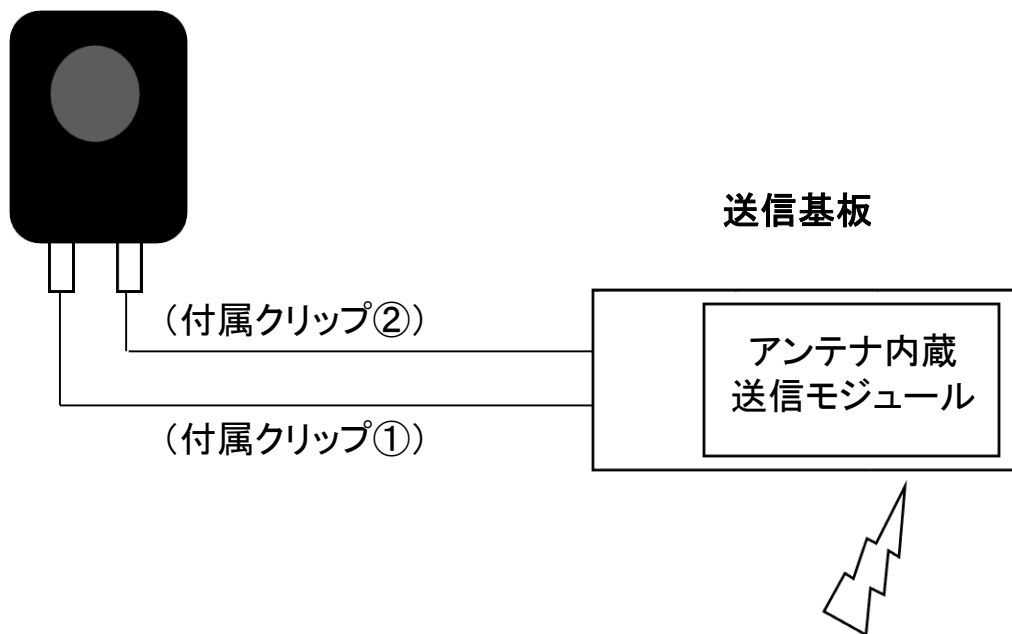 送信基板
（付属クリップ②）
アンテナ内蔵
送信モジュール
（付属クリップ①）